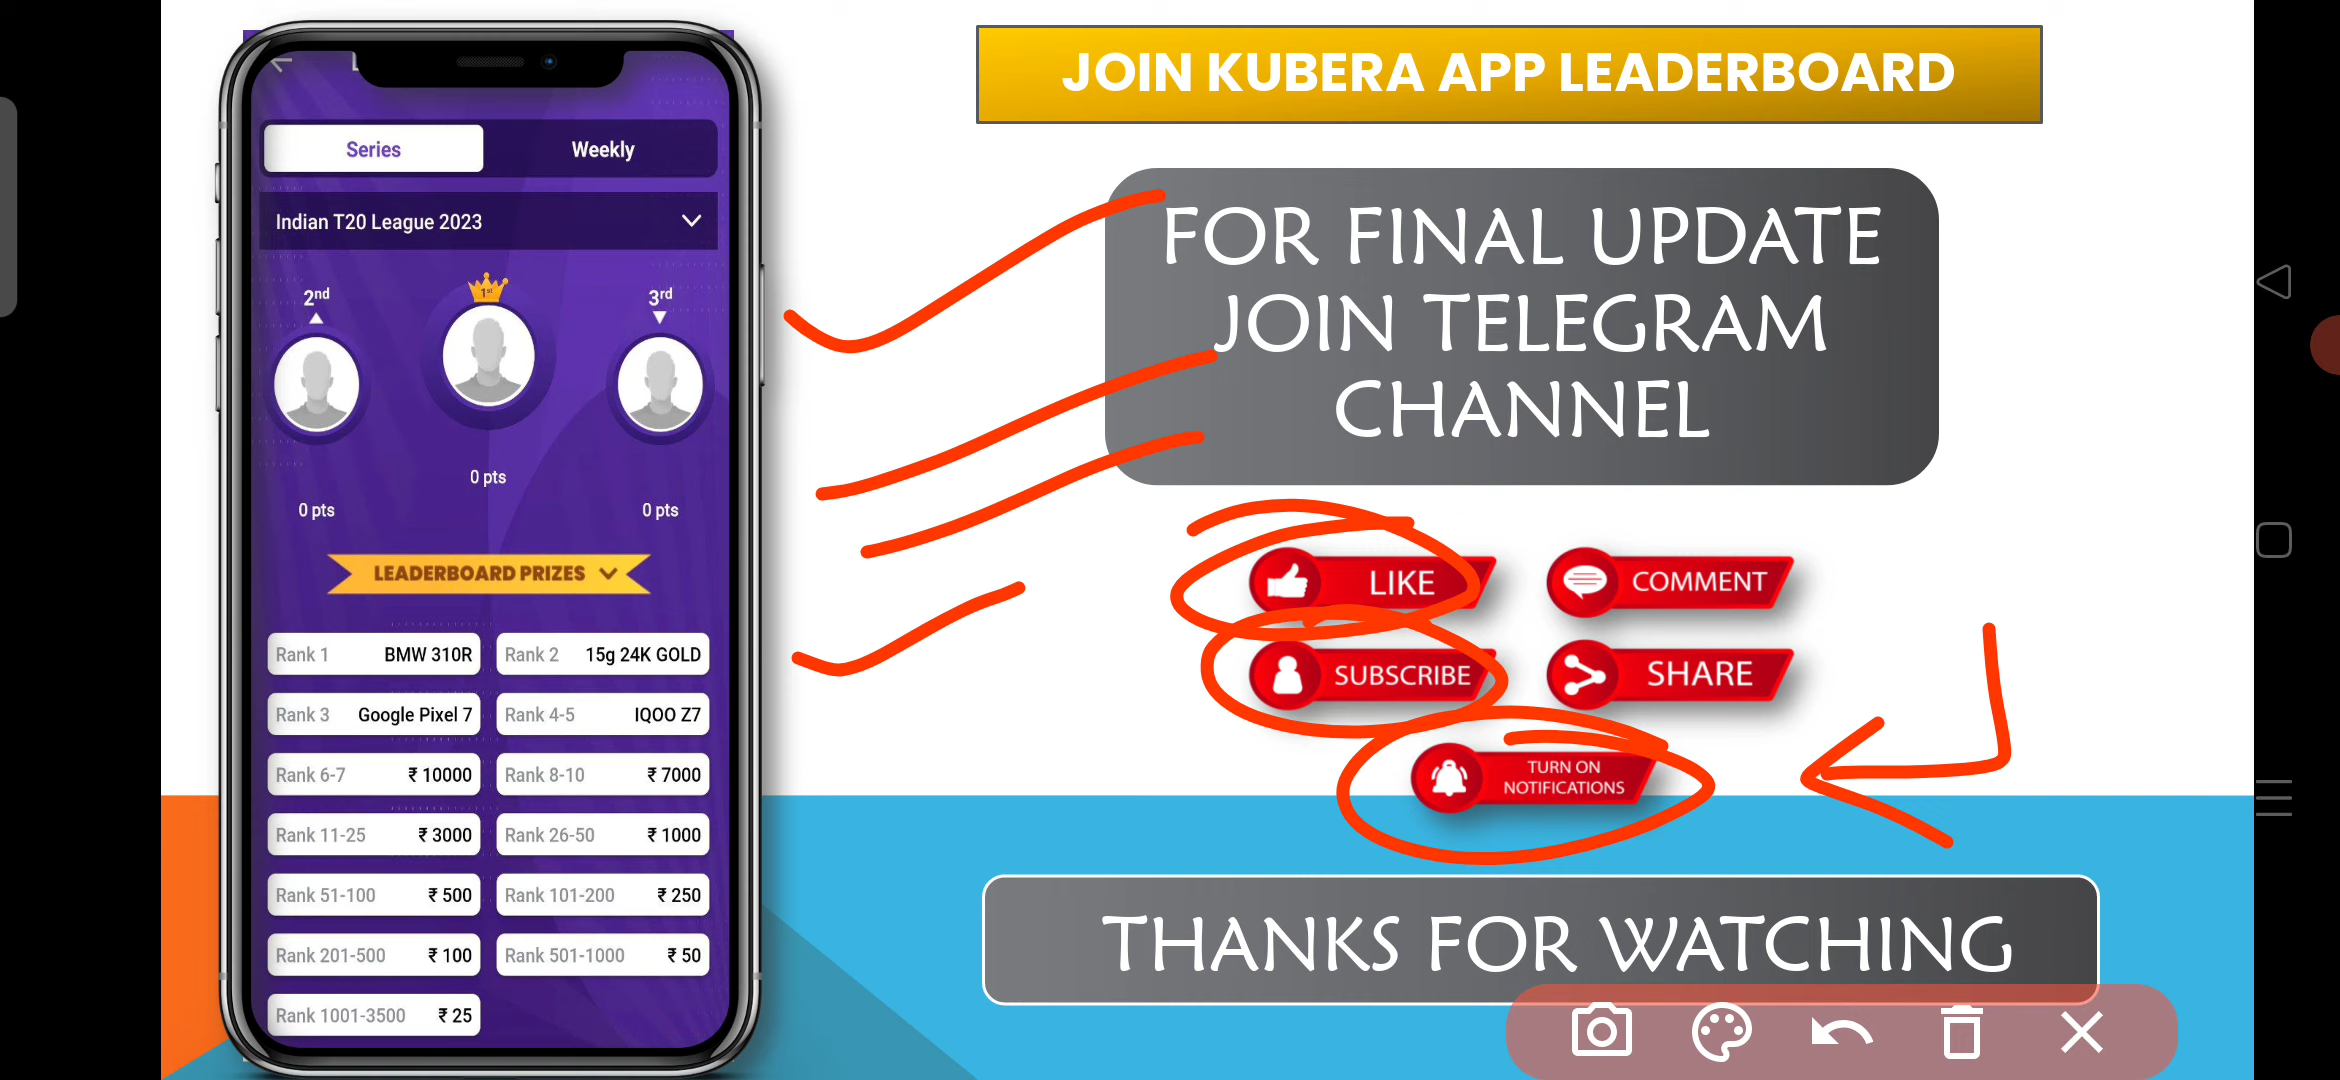 Series
Weekly
Indian T20 League 2023
2nd
1st
3rd
0 pts
0 pts
0 pts
LEADERBOARD PRIZES
Rank 1 BMW 310R
Rank 2 15g 24K GOLD
Rank 3 Google Pixel 7
Rank 4-5 IQOO Z7
Rank 6-7 ₹ 10000
Rank 8-10 ₹ 7000
Rank 11-25 ₹ 3000
Rank 26-50 ₹ 1000
Rank 51-100 ₹ 500
Rank 101-200 ₹ 250
Rank 201-500 ₹ 100
Rank 501-1000 ₹ 50
Rank 1001-3500 ₹ 25
JOIN KUBERA APP LEADERBOARD
FOR FINAL UPDATE
JOIN TELEGRAM
CHANNEL
LIKE
COMMENT
SUBSCRIBE
SHARE
TURN ON
NOTIFICATIONS
THANKS FOR WATCHING